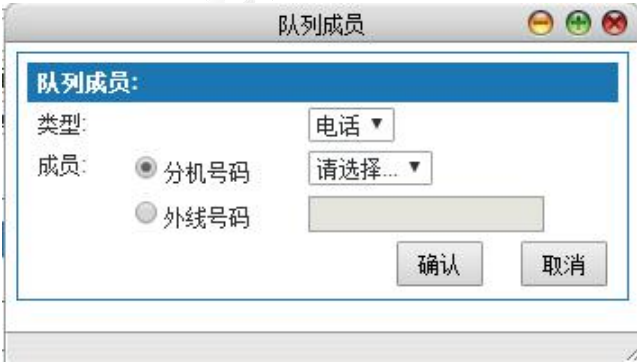 队列成员
队列成员:
类型: 电话
成员: 分机号码 请选择...
外线号码
确认 取消